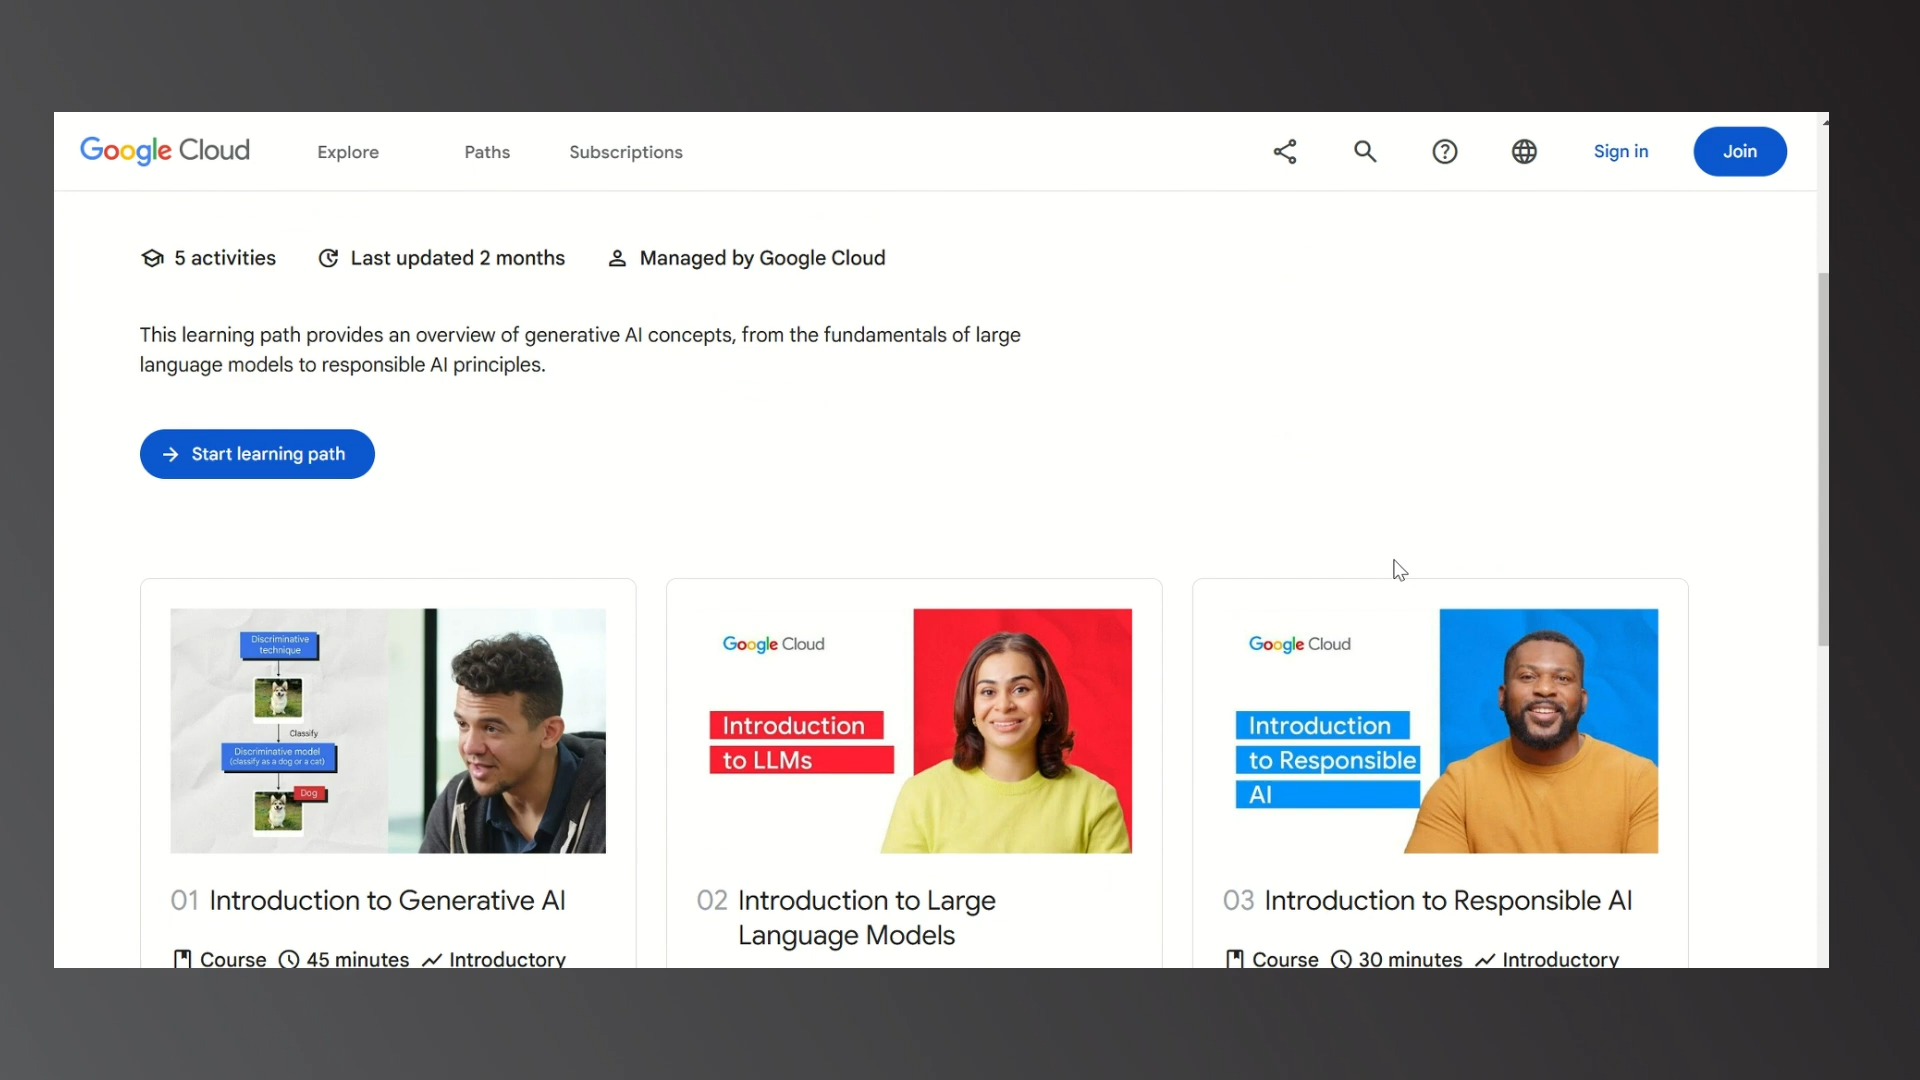 Google Cloud
Explore
Paths
Subscriptions
Sign in
Join
5 activities
Last updated 2 months
Managed by Google Cloud
This learning path provides an overview of generative AI concepts, from the fundamentals of large
language models to responsible AI principles.
Start learning path
Discriminative
technique
Classify
Discriminative model
(classify as a dog or a cat)
Dog
01 Introduction to Generative AI
Course 45 minutes Introductory
Google Cloud
Introduction
to LLMs
02 Introduction to Large
Language Models
Google Cloud
Introduction
to Responsible
AI
03 Introduction to Responsible AI
Course 30 minutes Introductory